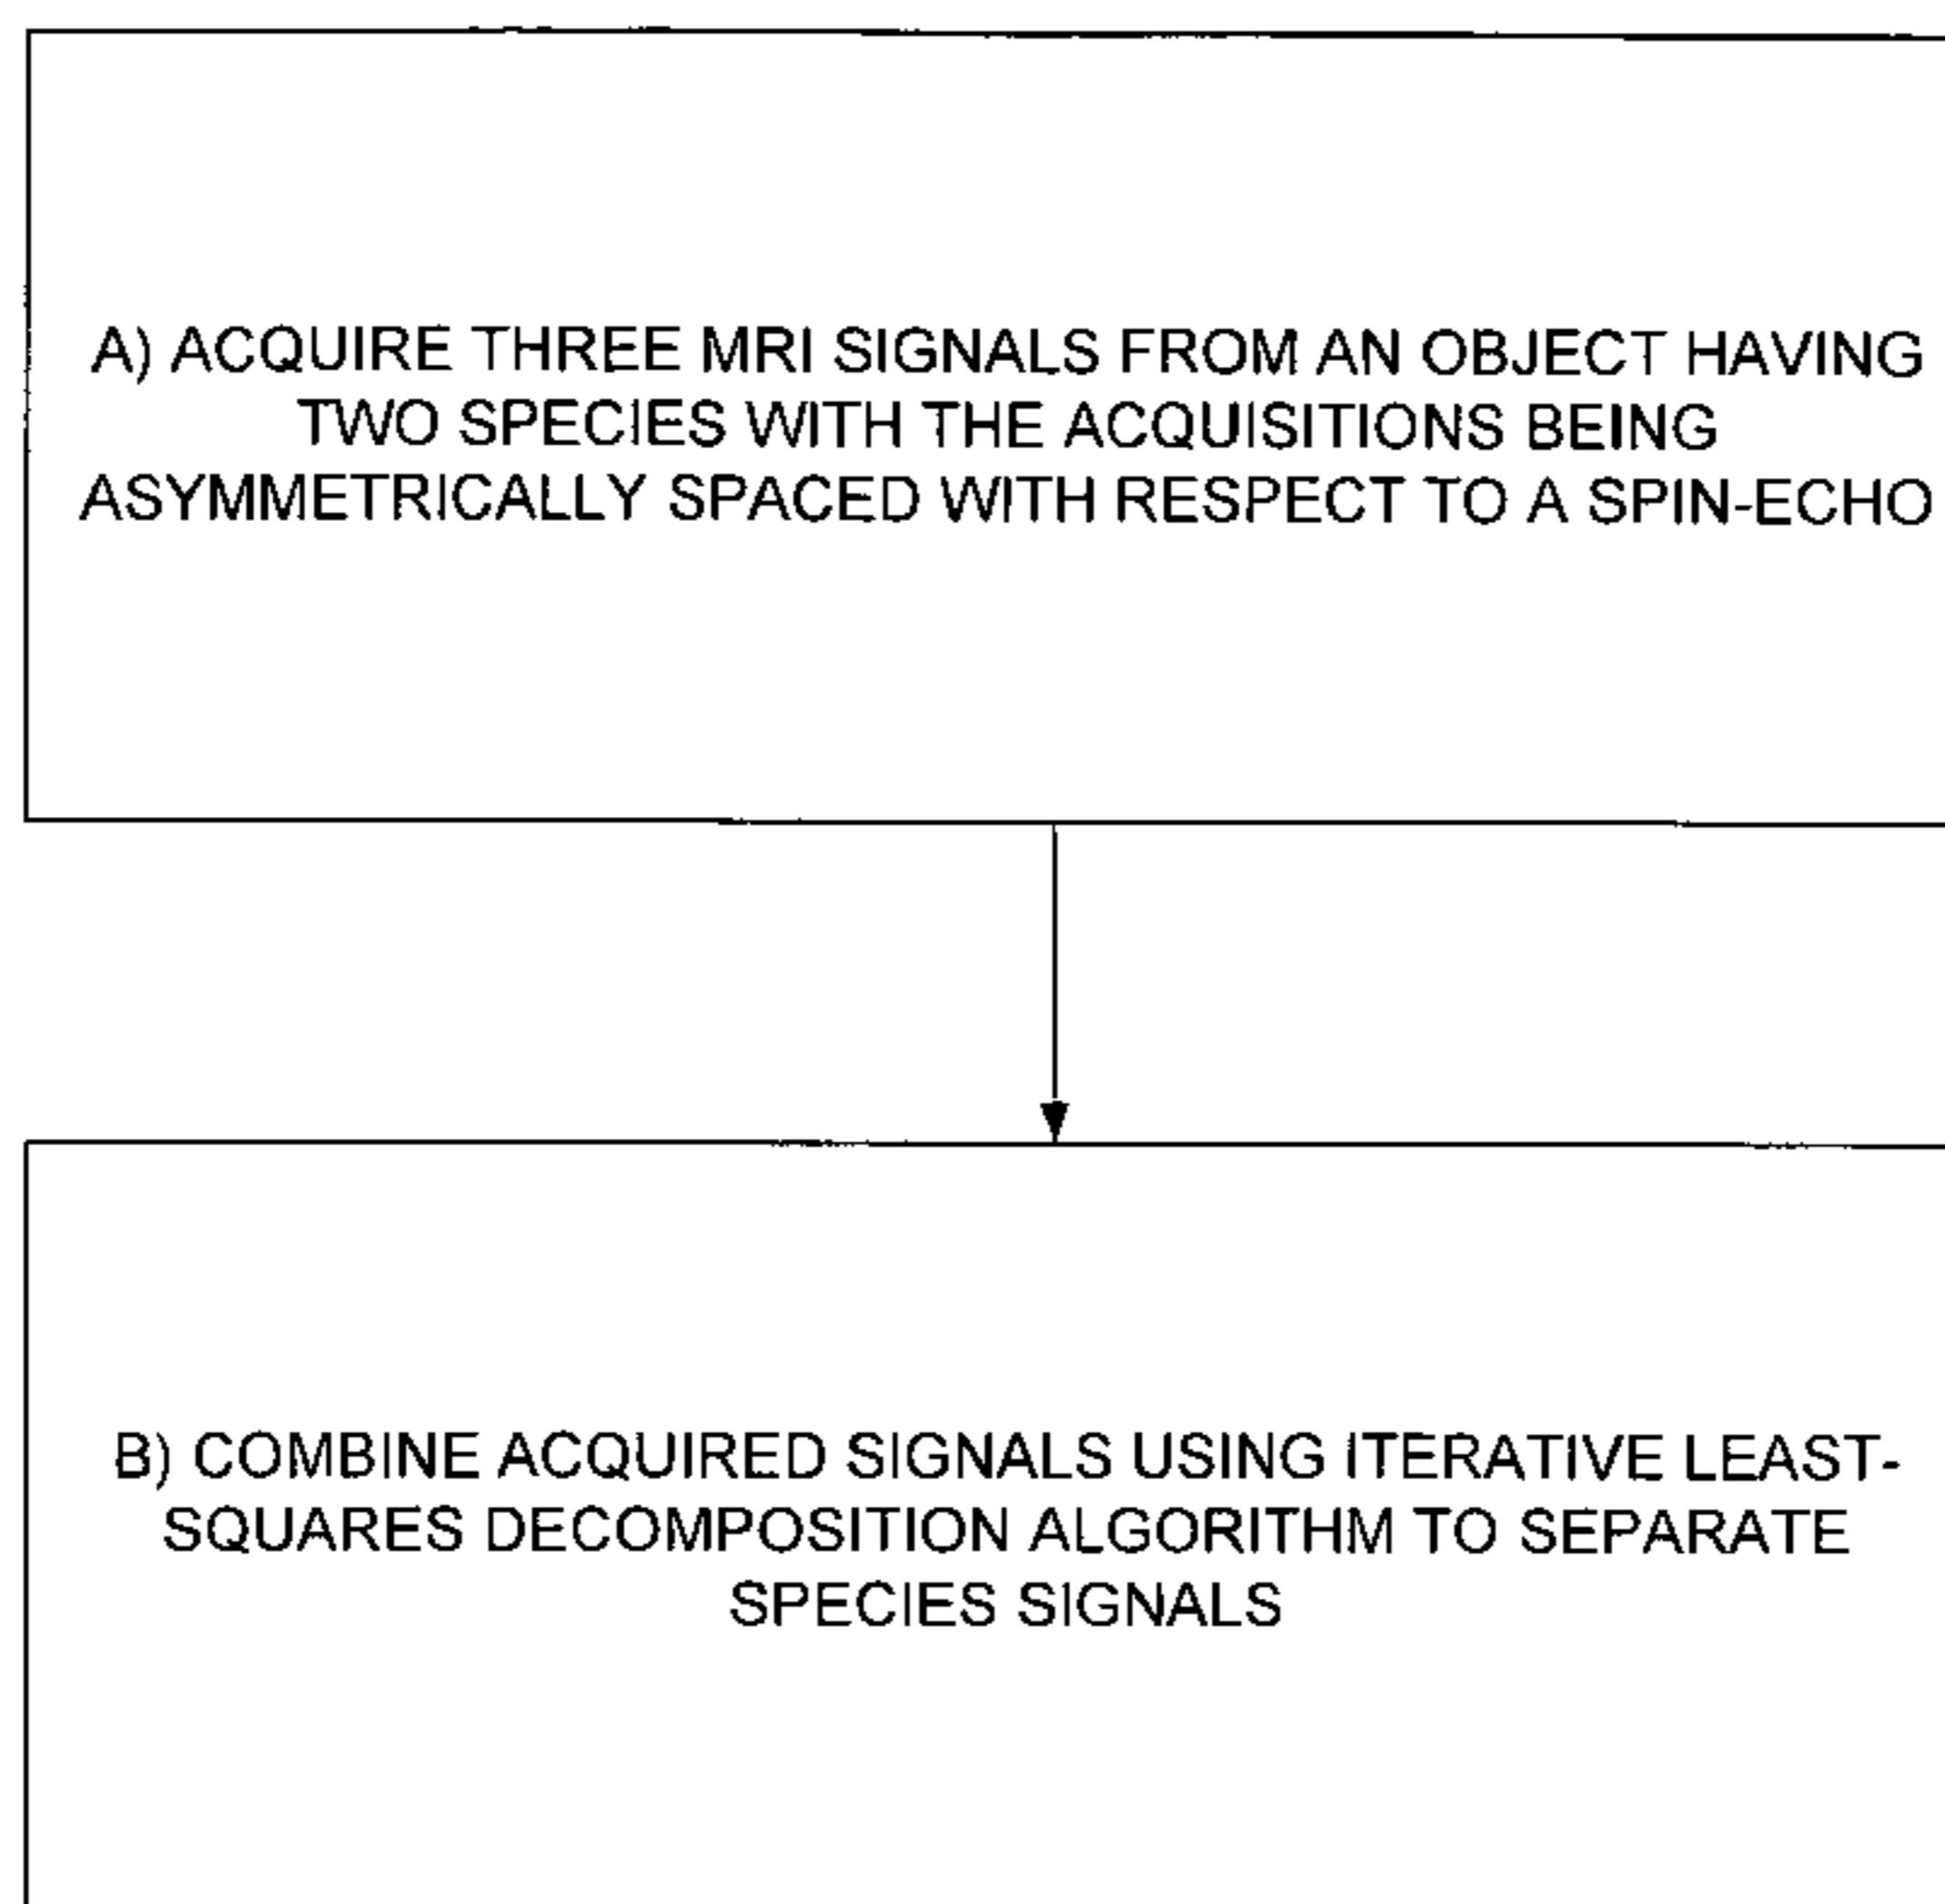 A) ACQUIRE THREE MRI SIGNALS FROM AN OBJECT HAVING
TWO SPECIES WITH THE ACQUISITIONS BEING
ASYMMETRICALLY SPACED WITH RESPECT TO A SPIN-ECHO
B) COMBINE ACQUIRED SIGNALS USING ITERATIVE LEAST-
SQUARES DECOMPOSITION ALGORITHM TO SEPARATE
SPECIES SIGNALS